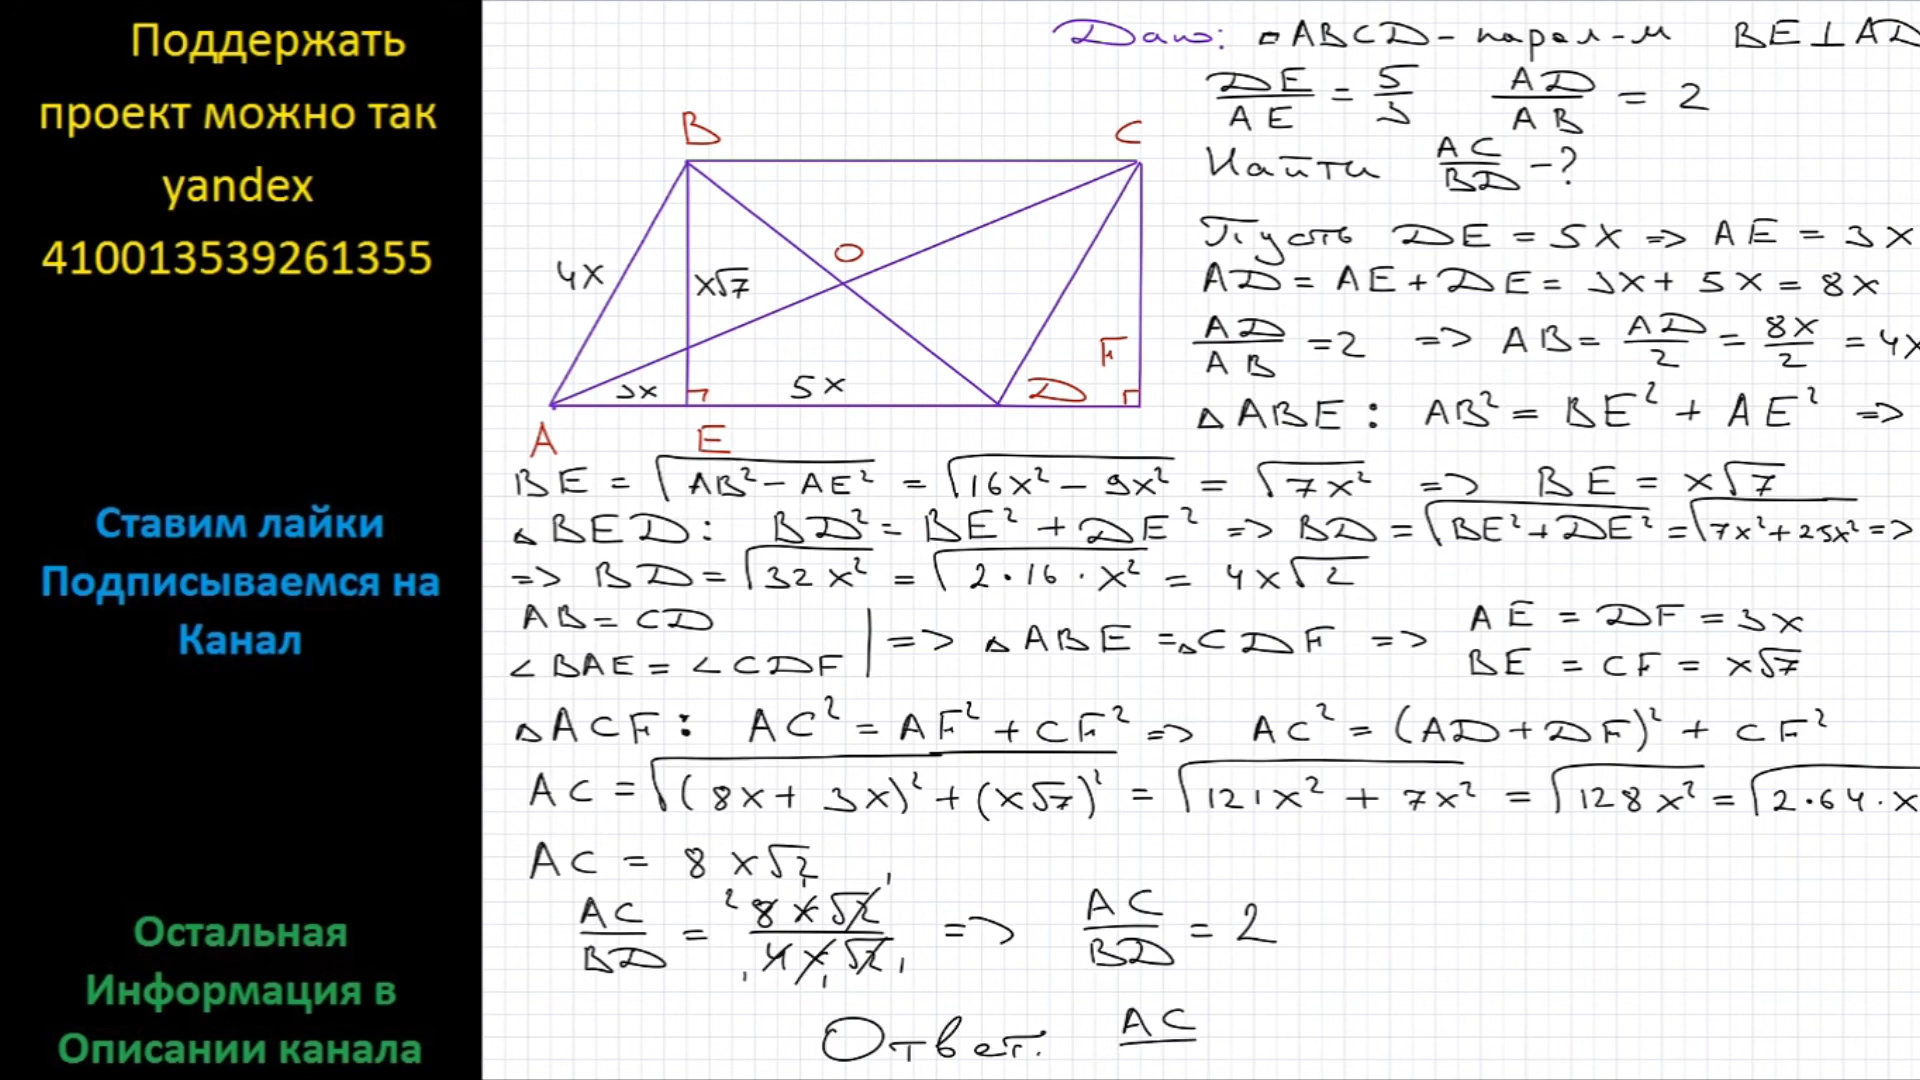 Поддержать
проект можно так
yandex
410013539261355
Ставим лайки
Подписываемся на
Канал
Остальная
Информация в
Описании канала
Дано: ▱ABCD - парал-м BE⊥AD
DE/AE = 5/3 AD/AB = 2
Найти AC/BD - ?
B
C
O
4x
x√7
3x
5x
D
F
A
E
Пусть DE = 5x => AE = 3x
AD = AE + DE = 3x + 5x = 8x
AD/AB = 2 => AB = AD/2 = 8x/2 = 4x
△ABE : AB² = BE² + AE² =>
BE = √(AB² - AE²) = √(16x² - 9x²) = √(7x²) => BE = x√7
△BED : BD² = BE² + DE² => BD = √(BE² + DE²) = √(7x² + 25x²) =>
=> BD = √(32x²) = √(2·16·x²) = 4x√2
AB = CD
∠BAE = ∠CDF | => △ABE = △CDF => AE = DF = 3x
BE = CF = x√7
△ACF : AC² = AF² + CF² => AC² = (AD + DF)² + CF²
AC = √((8x + 3x)² + (x√7)²) = √(121x² + 7x²) = √(128x²) = √(2·64·x
AC = 8x√2
AC/BD = 8x√2/4x√2 => AC/BD = 2
Ответ: AC